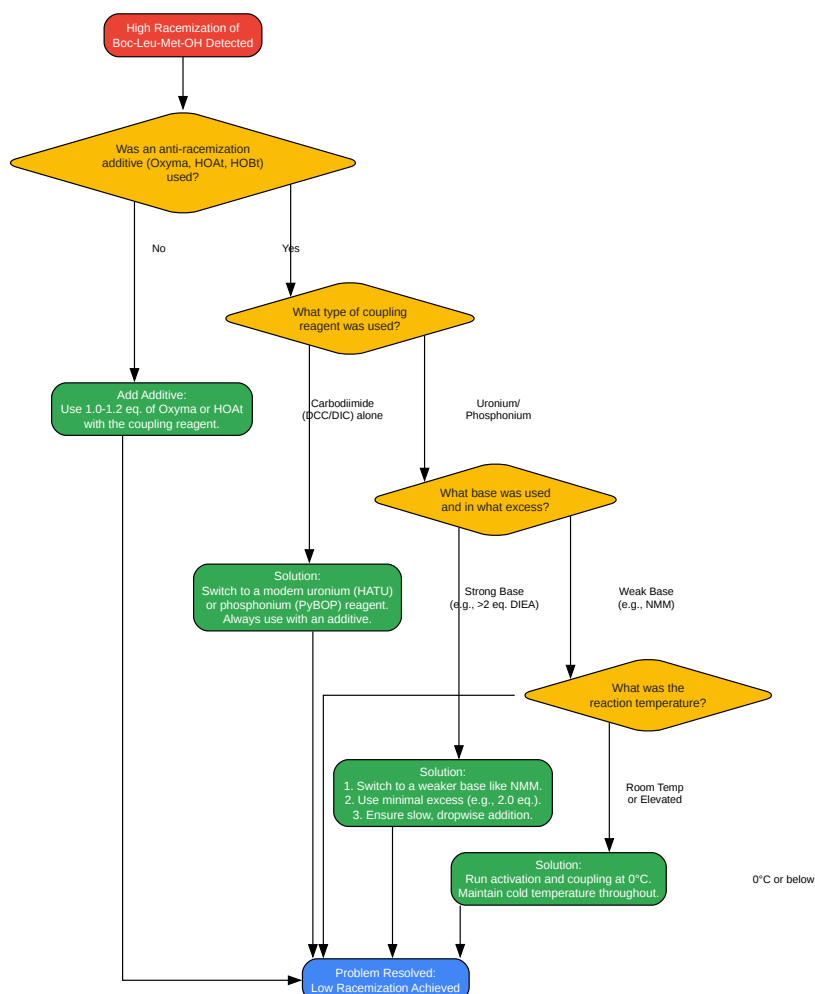 High Racemization of
Boc-Leu-Met-OH Detected
Was an anti-racemization
additive (Oxyma, HOAt, HOBt)
used?
No
Yes
What type of coupling
reagent was used?
Add Additive:
Use 1.0-1.2 eq. of Oxyma or HOAt
with the coupling reagent.
Carbodiimide
(DCC/DIC) alone
Uronium/
Phosphonium
What base was used
and in what excess?
Solution:
Switch to a modern uronium (HATU)
or phosphonium (PyBOP) reagent.
Always use with an additive.
Strong Base
(e.g., >2 eq. DIEA)
Weak Base
(e.g., NMM)
What was the
reaction temperature?
Solution:
1. Switch to a weaker base like NMM.
2. Use minimal excess (e.g., 2.0 eq.).
3. Ensure slow, dropwise addition.
Room Temp
or Elevated
Solution:
Run activation and coupling at 0°C.
Maintain cold temperature throughout.
0°C or below
Problem Resolved:
Low Racemization Achieved